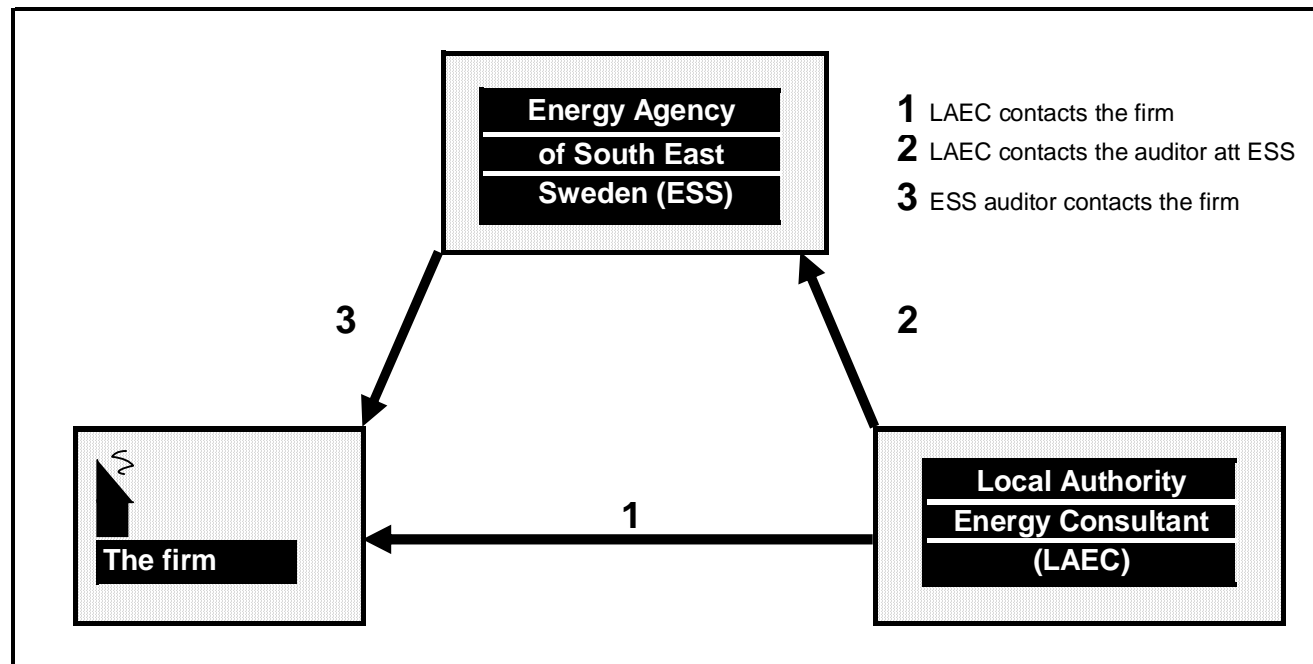 Energy Agency
of South East
Sweden (ESS)
1 LAEC contacts the firm
2 LAEC contacts the auditor att ESS
3 ESS auditor contacts the firm
3
2
The firm
1
Local Authority
Energy Consultant
(LAEC)